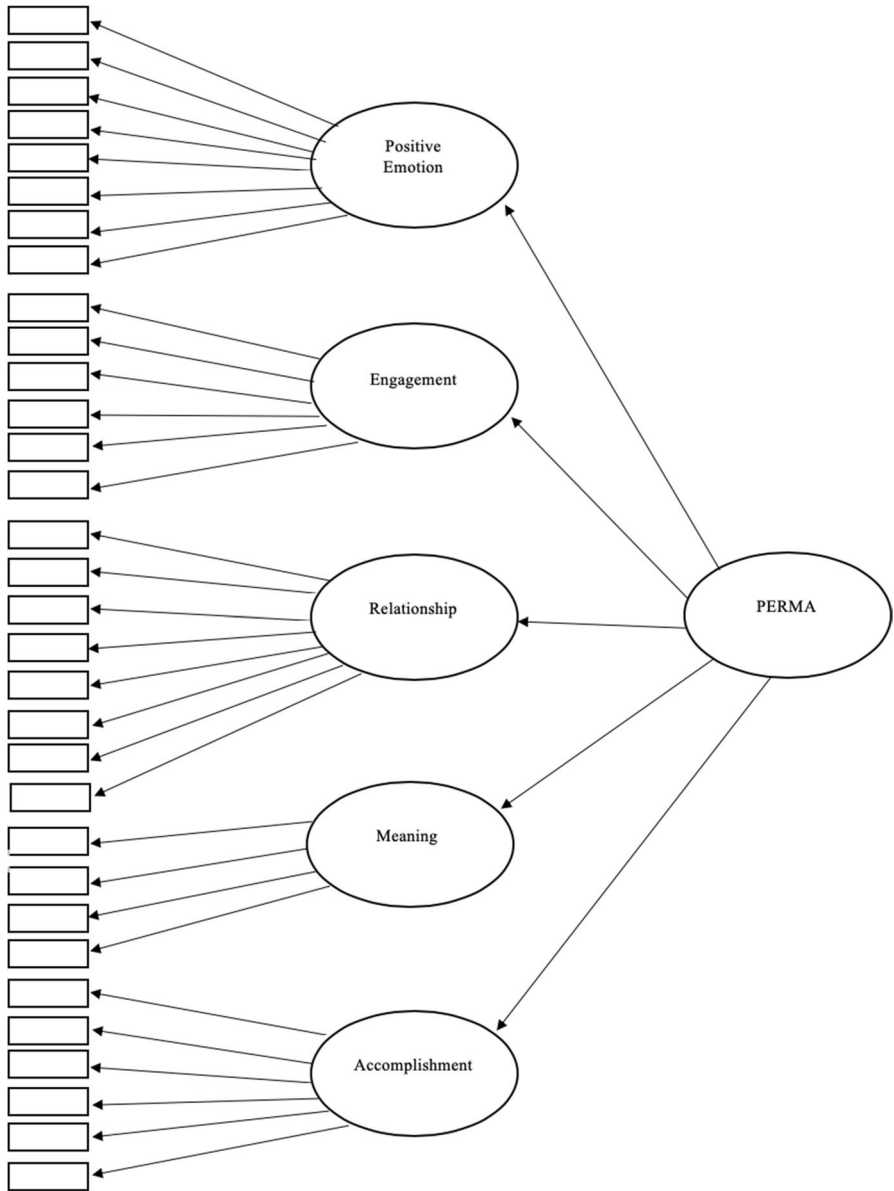 Positive
Emotion
Engagement
Relationship
PERMA
Meaning
Accomplishment